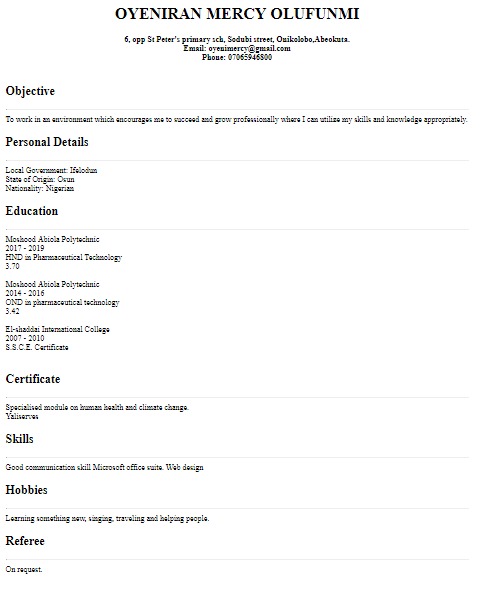 OYENIRAN MERCY OLUFUNMI
6, opp St Peter's primary sch, Sodubi street, Onikolobo,Abeokuta.
Email: oyenimercy@gmail.com
Phone: 07065946800
Objective
To work in an environment which encourages me to succeed and grow professionally where I can utilize my skills and knowledge appropriately.
Personal Details
Local Government: Ifelodun
State of Origin: Osun
Nationality: Nigerian
Education
Moshood Abiola Polytechnic
2017 - 2019
HND in Pharmaceutical Technology
3.70
Moshood Abiola Polytechnic
2014 - 2016
OND in pharmaceutical technology
3.42
El-shaddai International College
2007 - 2010
S.S.C.E. Certificate
Certificate
Specialised module on human health and climate change.
Yaliserves
Skills
Good communication skill Microsoft office suite. Web design
Hobbies
Learning something new, singing, traveling and helping people.
Referee
On request.